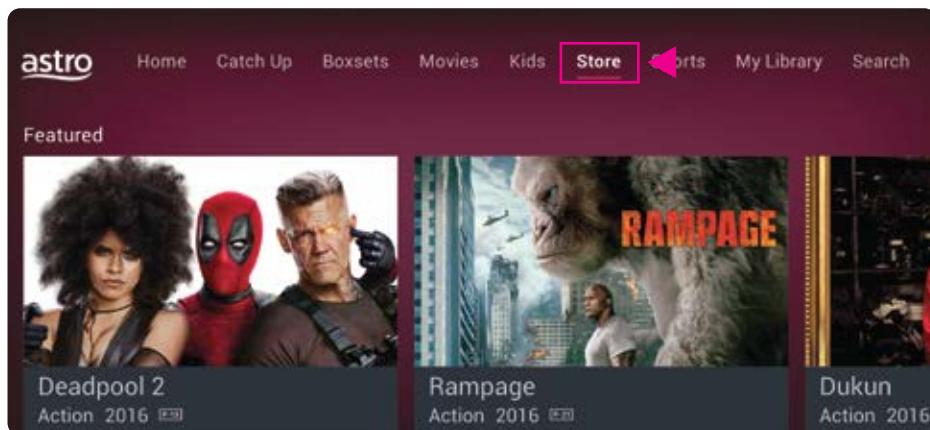 astro Home Catch Up Boxsets Movies Kids Store My Library Search
Featured
RAMPAGE
Deadpool 2 Rampage Dukun
Action 2016 Action 2016 Action 2016